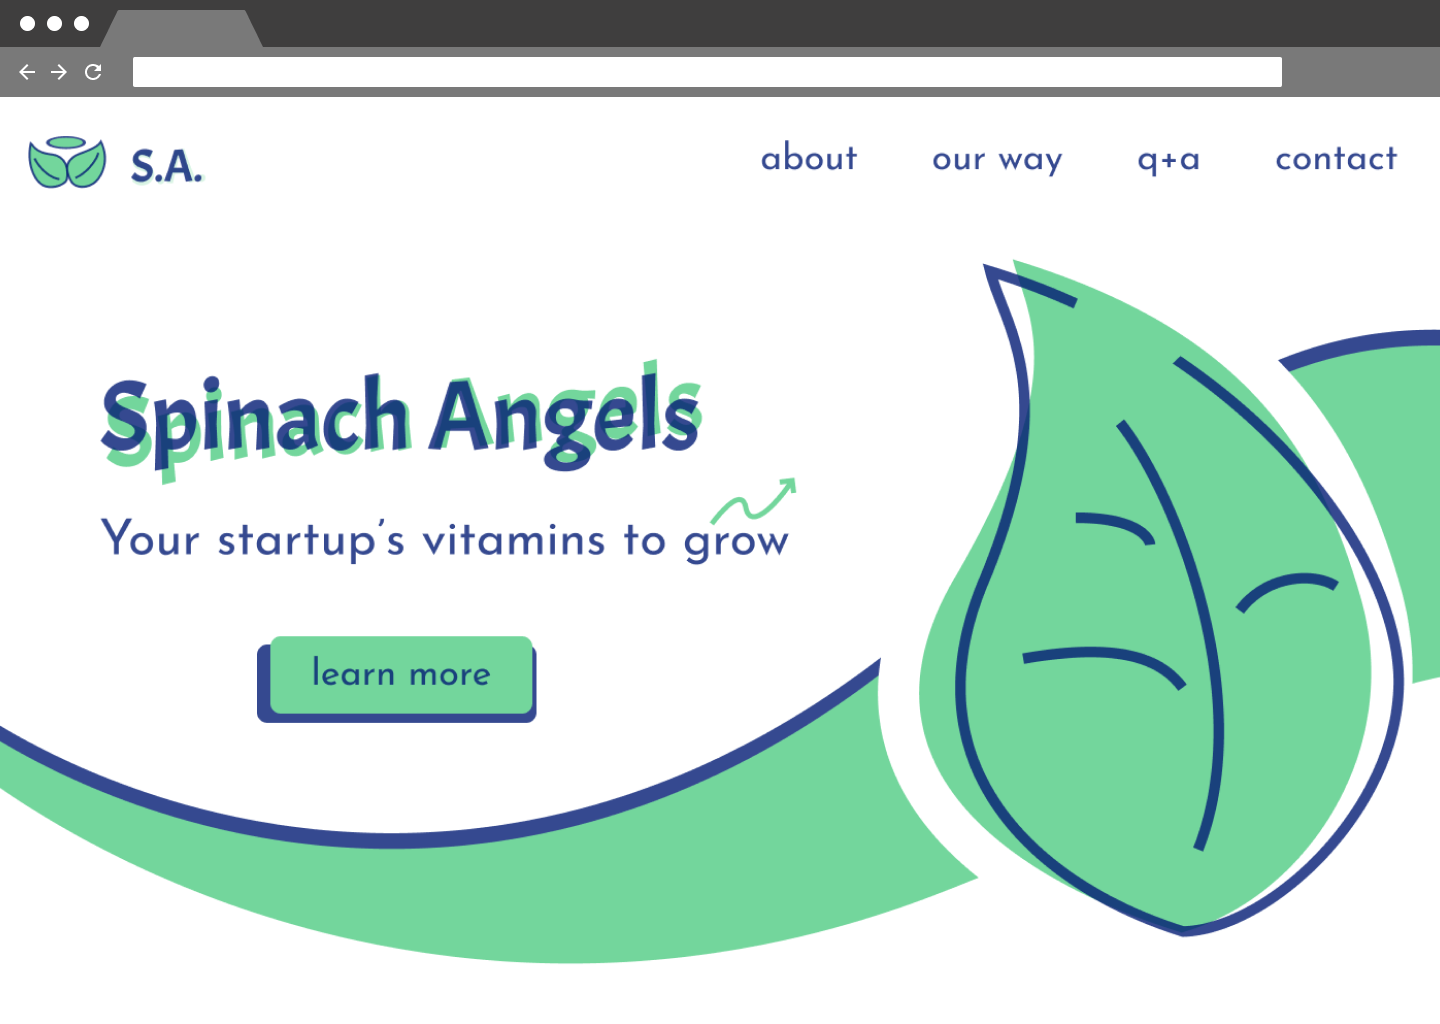 S.A.
about our way q+a contact
Spinach Angels
Your startup’s vitamins to grow
learn more